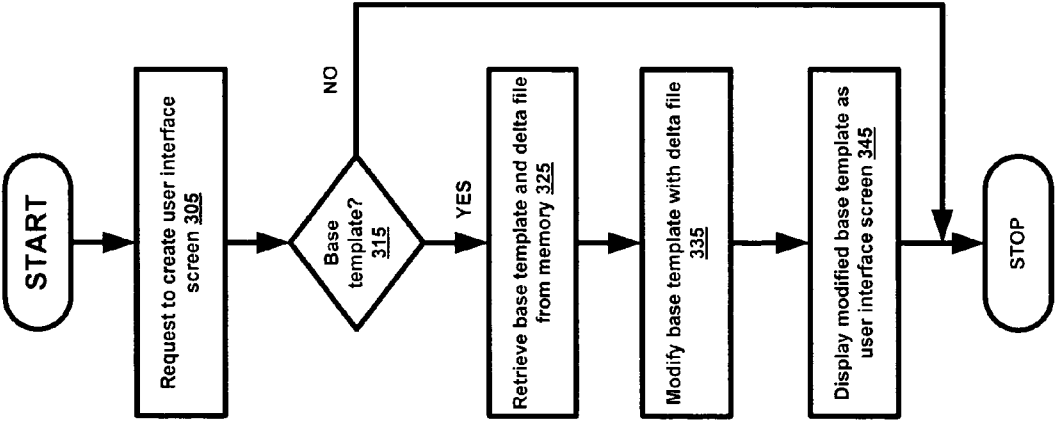 START
Request to create user interface
screen 305
Base
template?
315
NO
YES
Retrieve base template and delta file
from memory 325
Modify base template with delta file
335
Display modified base template as
user interface screen 345
STOP